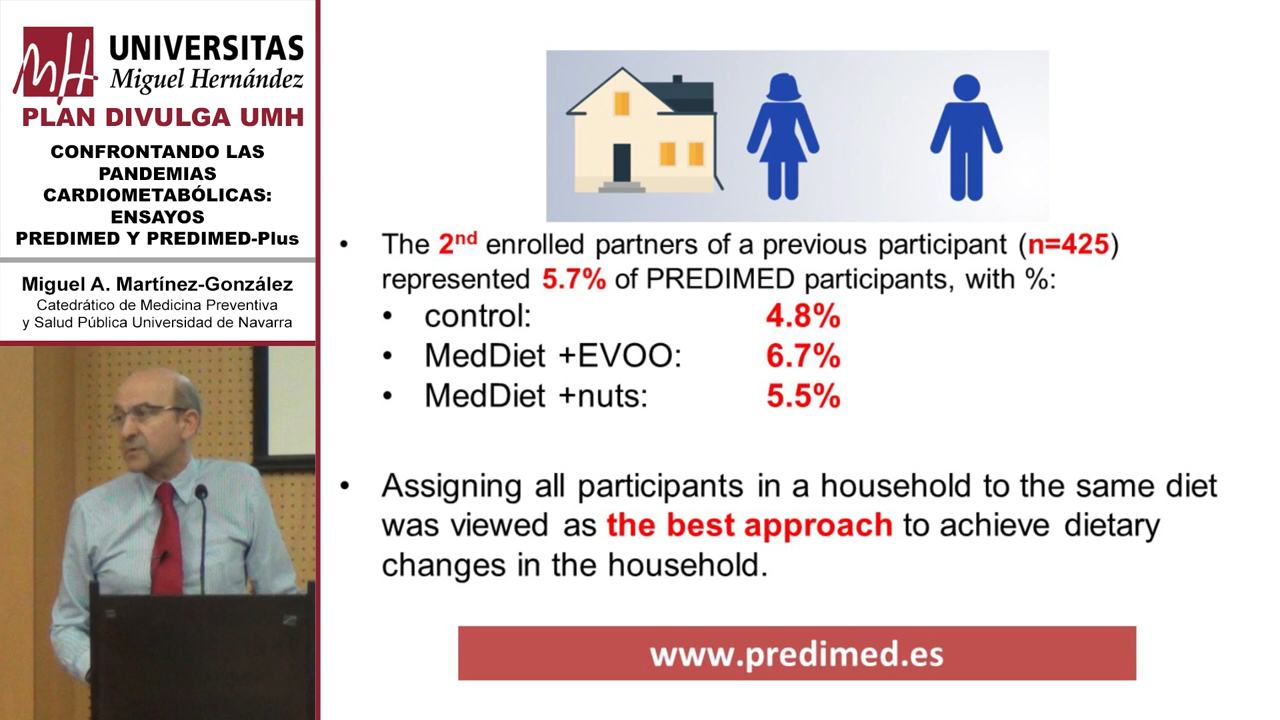 UNIVERSITAS
Miguel Hernández
PLAN DIVULGA UMH
CONFRONTANDO LAS
PANDEMIAS
CARDIOMETABÓLICAS:
ENSAYOS
PREDIMED Y PREDIMED-Plus
Miguel A. Martínez-González
Catedrático de Medicina Preventiva
y Salud Pública Universidad de Navarra
• The 2nd enrolled partners of a previous participant (n=425)
represented 5.7% of PREDIMED participants, with %:
• control: 4.8%
• MedDiet +EVOO: 6.7%
• MedDiet +nuts: 5.5%
• Assigning all participants in a household to the same diet
was viewed as the best approach to achieve dietary
changes in the household.
www.predimed.es